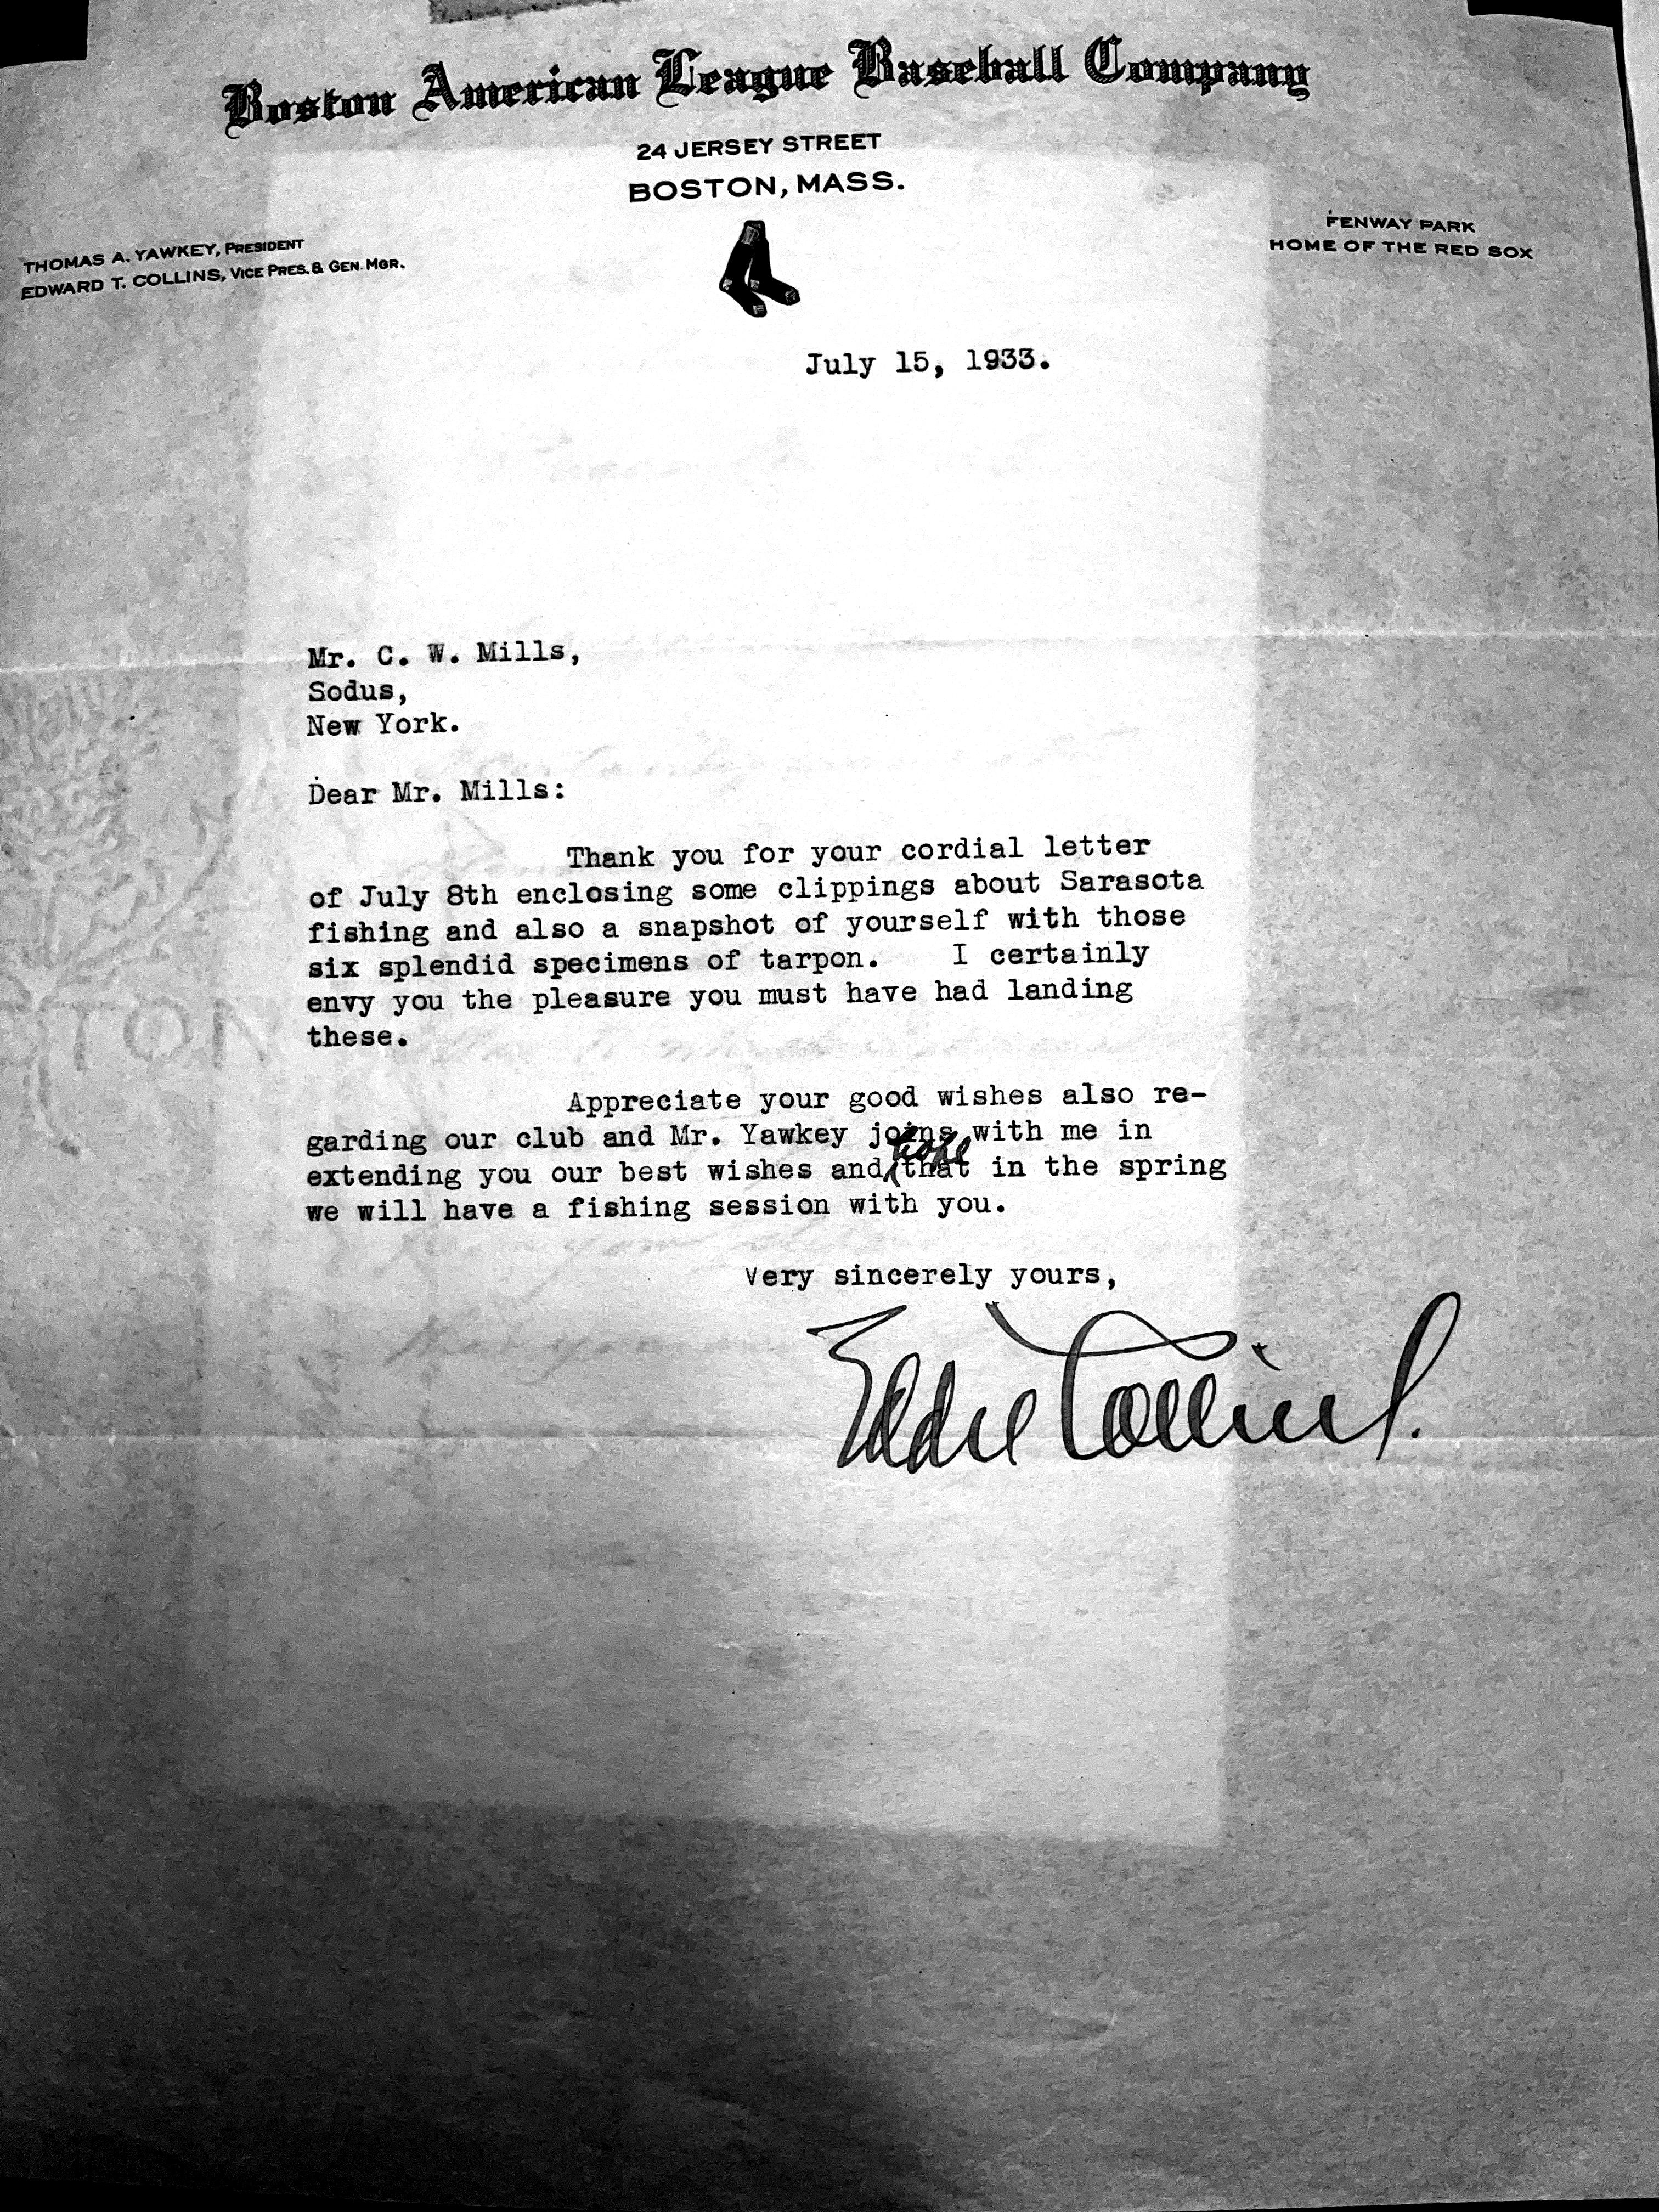 Boston American League Baseball Company
24 JERSEY STREET
BOSTON, MASS.
THOMAS A. YAWKEY, PRESIDENT
EDWARD T. COLLINS, VICE PRES. & GEN. MGR.
FENWAY PARK
HOME OF THE RED SOX
July 15, 1933.
Mr. C. W. Mills,
Sodus,
New York.
Dear Mr. Mills:
Thank you for your cordial letter
of July 8th enclosing some clippings about Sarasota
fishing and also a snapshot of yourself with those
six splendid specimens of tarpon. I certainly
envy you the pleasure you must have had landing
these.
Appreciate your good wishes also re-
garding our club and Mr. Yawkey joins with me in
extending you our best wishes and hope that in the spring
we will have a fishing session with you.
Very sincerely yours,
Eddie Collins.
TON